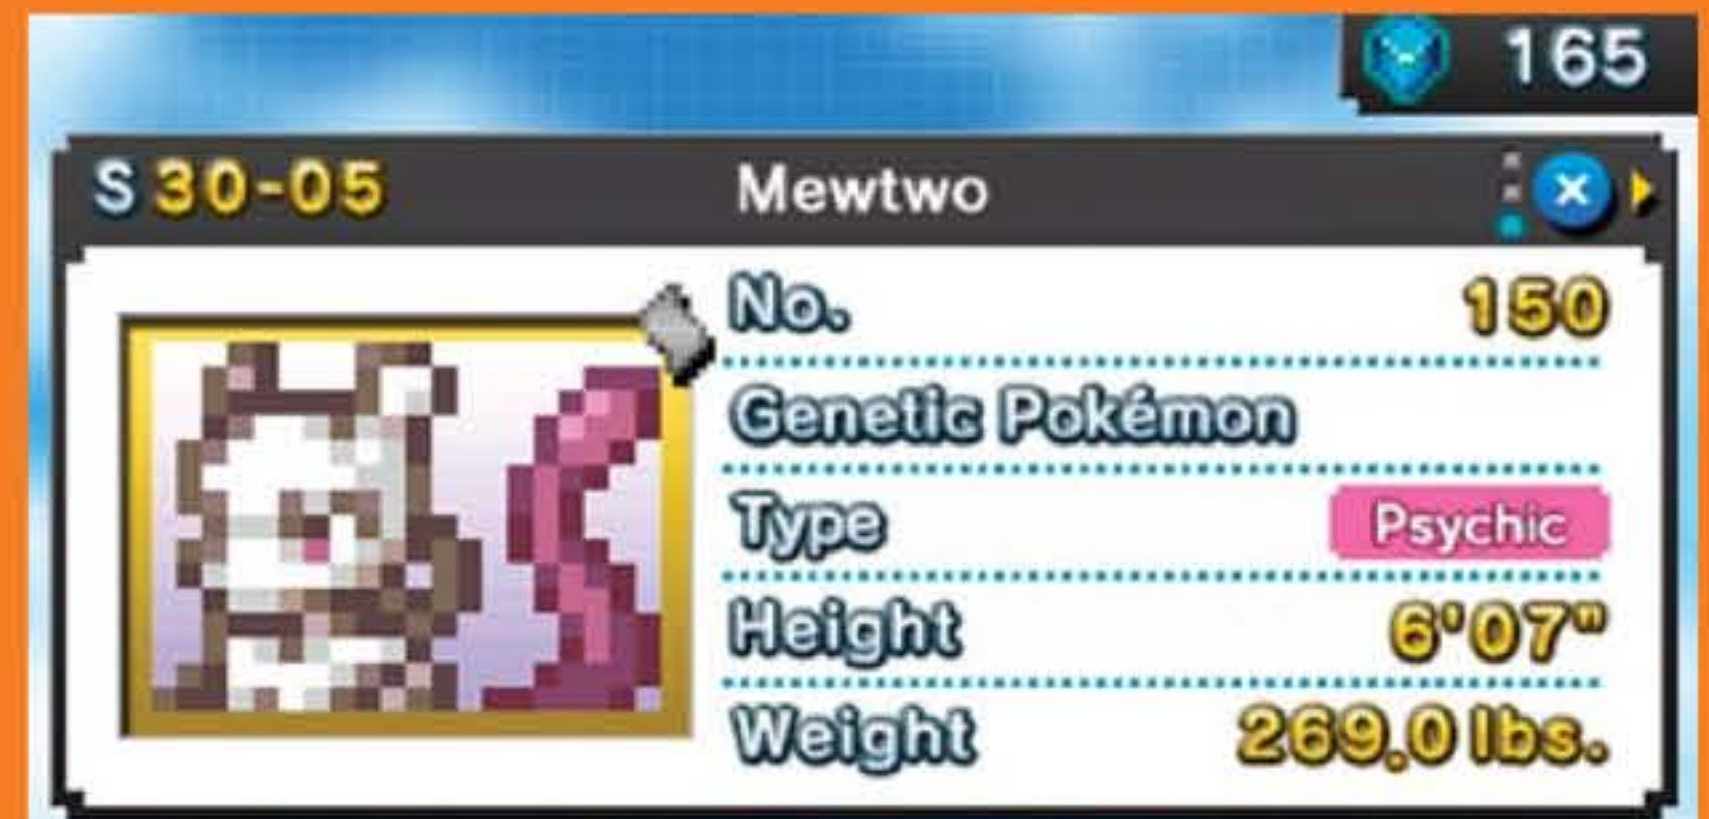 165
S 30-05 Mewtwo
No. 150
Genetic Pokémon
Type Psychic
Height 6'07"
Weight 269.0 lbs.